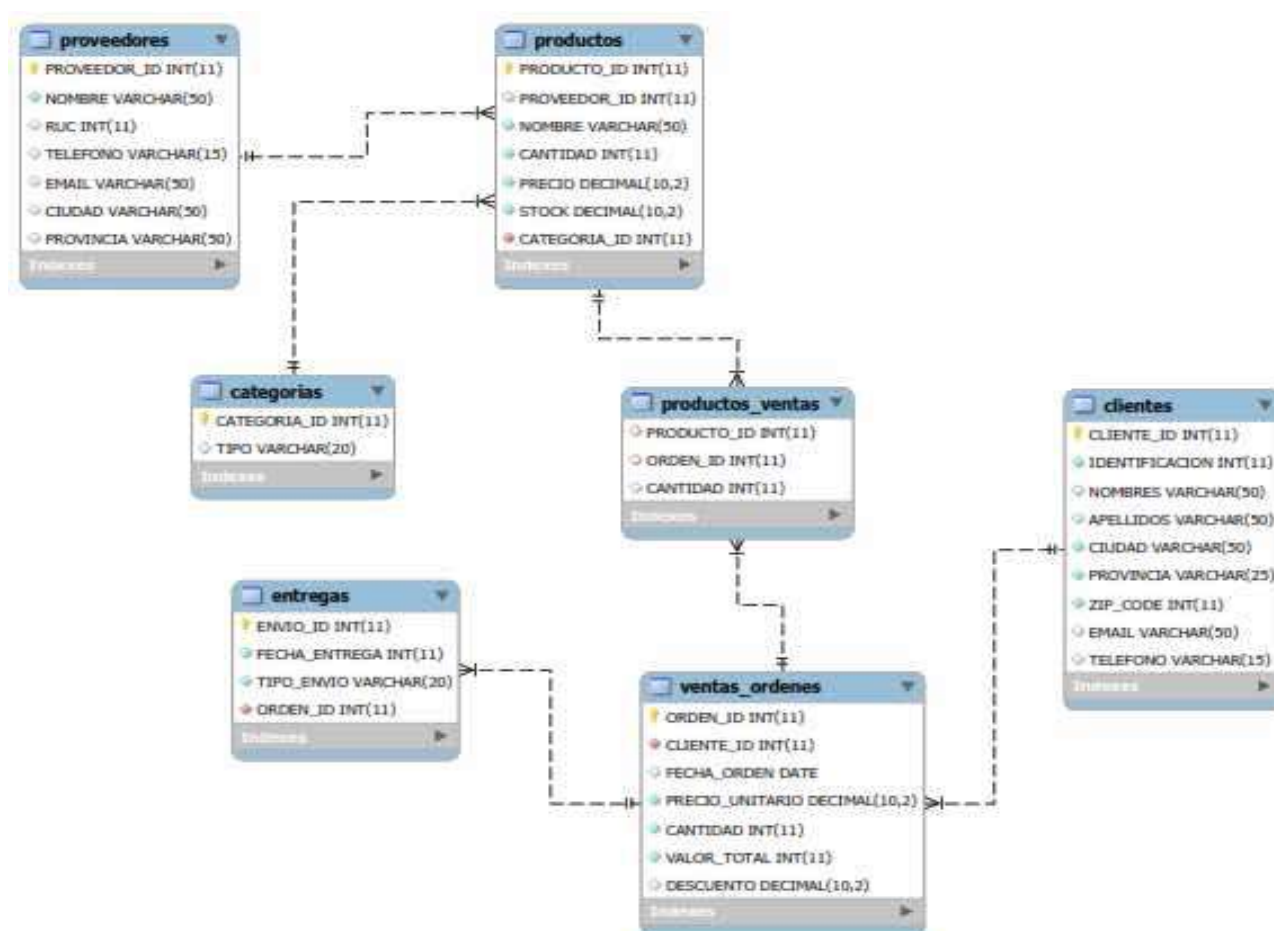 proveedores
PROVEEDOR_ID INT(11)
NOMBRE VARCHAR(50)
RUC INT(11)
TELEFONO VARCHAR(15)
EMAIL VARCHAR(50)
CIUDAD VARCHAR(50)
PROVINCIA VARCHAR(50)
Indexes
productos
PRODUCTO_ID INT(11)
PROVEEDOR_ID INT(11)
NOMBRE VARCHAR(50)
CANTIDAD INT(11)
PRECIO DECIMAL(10,2)
STOCK DECIMAL(10,2)
CATEGORIA_ID INT(11)
Indexes
categorias
CATEGORIA_ID INT(11)
TIPO VARCHAR(20)
Indexes
productos_ventas
PRODUCTO_ID INT(11)
ORDEN_ID INT(11)
CANTIDAD INT(11)
Indexes
clientes
CLIENTE_ID INT(11)
IDENTIFICACION INT(11)
NOMBRES VARCHAR(50)
APELLIDOS VARCHAR(50)
CIUDAD VARCHAR(50)
PROVINCIA VARCHAR(25)
ZIP_CODE INT(11)
EMAIL VARCHAR(50)
TELEFONO VARCHAR(15)
Indexes
entregas
ENVIO_ID INT(11)
FECHA_ENTREGA INT(11)
TIPO_ENVIO VARCHAR(20)
ORDEN_ID INT(11)
Indexes
ventas_ordenes
ORDEN_ID INT(11)
CLIENTE_ID INT(11)
FECHA_ORDEN DATE
PRECIO_UNITARIO DECIMAL(10,2)
CANTIDAD INT(11)
VALOR_TOTAL INT(11)
DESCUENTO DECIMAL(10,2)
Indexes